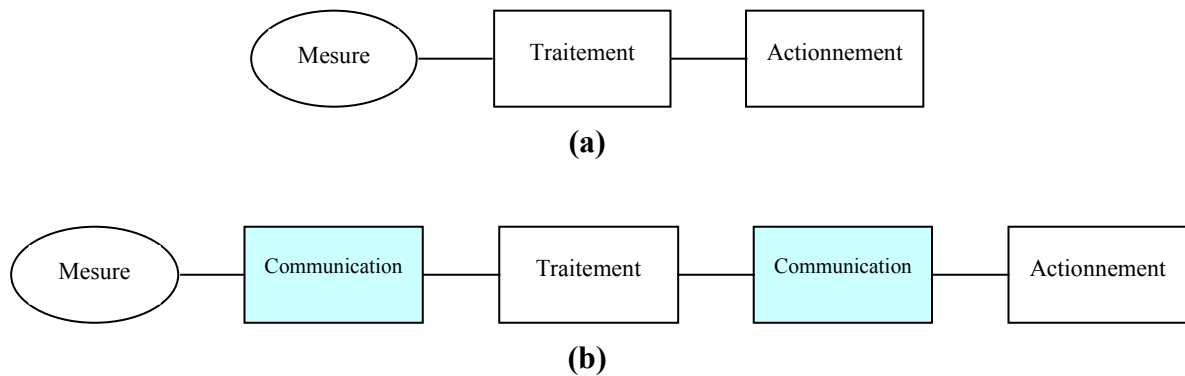 Mesure
Traitement
Actionnement
(a)
Mesure
Communication
Traitement
Communication
Actionnement
(b)